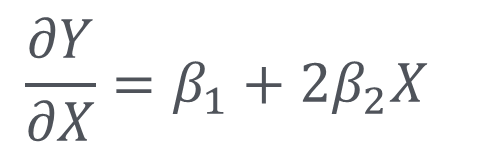 ∂Y/∂X = β₁ + 2β₂X